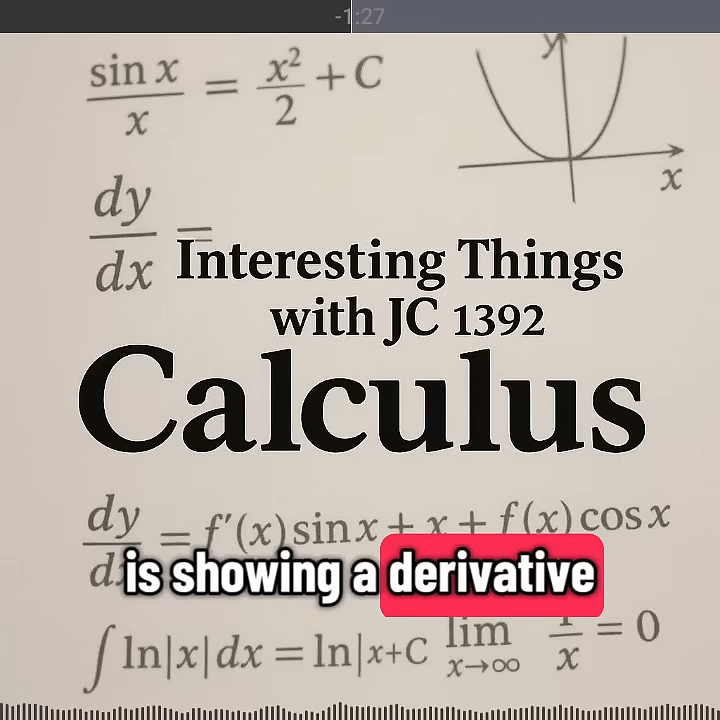 -1:27
sin x / x = x² / 2 + C
y
x
dy / dx =
Interesting Things
with JC 1392
Calculus
dy / d = f′(x) sin x + x + f(x) cos x
is showing a derivative
∫ ln|x| dx = ln|x+C lim x→∞ 1/x = 0